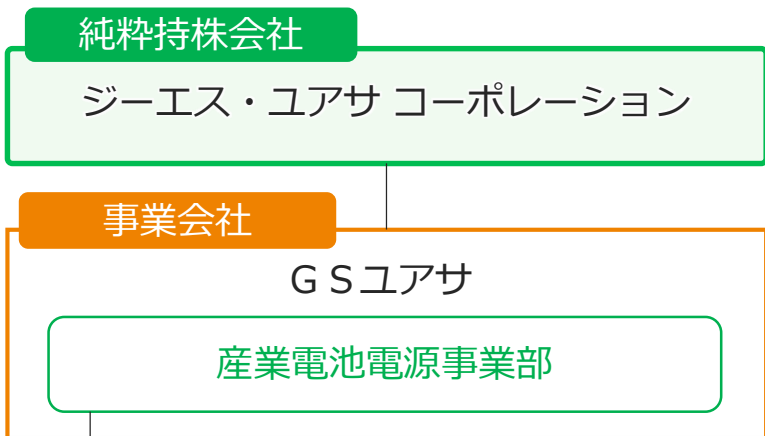 純粋持株会社
ジーエス・ユアサ コーポレーション
事業会社
ＧＳユアサ
産業電池電源事業部